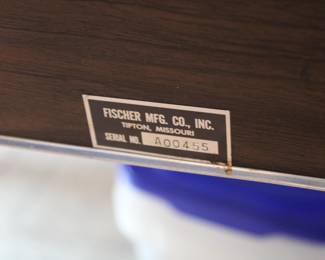 FISCHER MFG. CO., INC.
TIPTON, MISSOURI
SERIAL NO. A00455